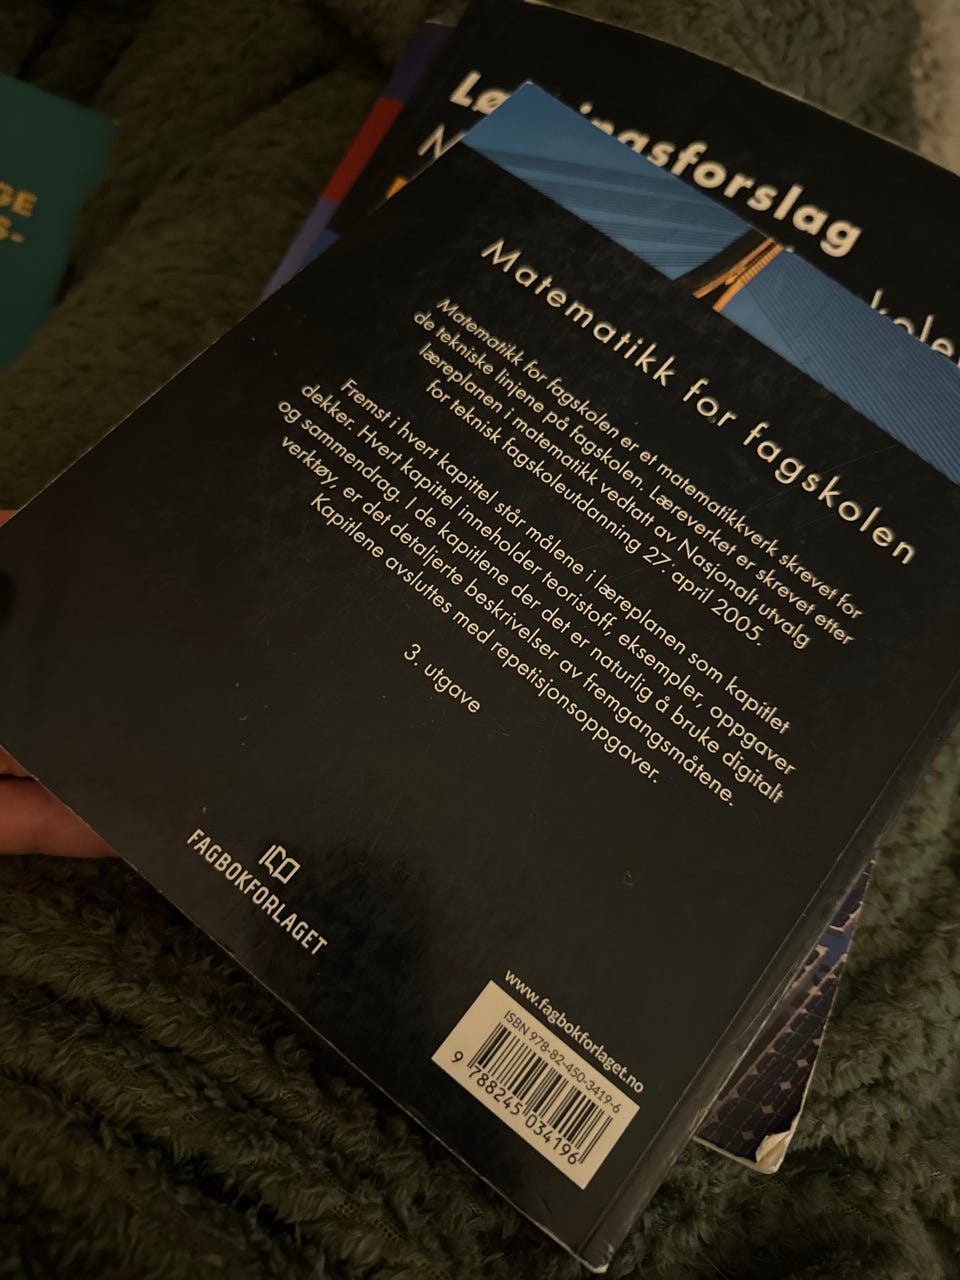 GE
S-
Løsningsforslag
Matematikk for fagskolen
Matematikk for fagskolen er et matematikkverk skrevet for
de tekniske linjene på fagskolen. Læreverket er skrevet etter
læreplanen i matematikk vedtatt av Nasjonalt utvalg
for teknisk fagskoleutdanning 27. april 2005.
Fremst i hvert kapittel står målene i læreplanen som kapitlet
dekker. Hvert kapittel inneholder teoristoff, eksempler, oppgaver
og sammendrag. I de kapitlene der det er naturlig å bruke digitalt
verktøy, er det detaljerte beskrivelser av fremgangsmåtene.
Kapitlene avsluttes med repetisjonsoppgaver.
3. utgave
FAGBOKFORLAGET
www.fagbokforlaget.no
ISBN 978-82-450-3419-6
9 788245 034196